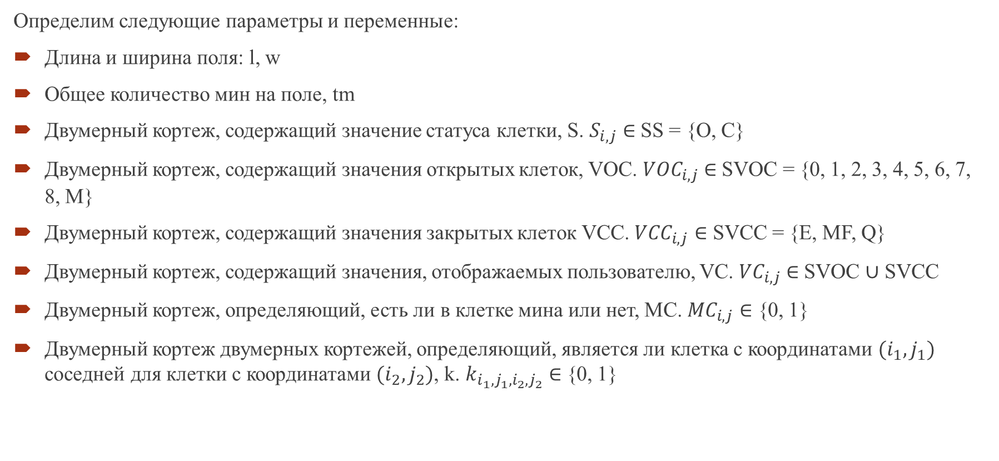 Определим следующие параметры и переменные:
Длина и ширина поля: l, w
Общее количество мин на поле, tm
Двумерный кортеж, содержащий значение статуса клетки, S. $S_{i,j}$ ∈ SS = {O, C}
Двумерный кортеж, содержащий значения открытых клеток, VOC. $VOC_{i,j}$ ∈ SVOC = {0, 1, 2, 3, 4, 5, 6, 7,
8, M}
Двумерный кортеж, содержащий значения закрытых клеток VCC. $VCC_{i,j}$ ∈ SVCC = {E, MF, Q}
Двумерный кортеж, содержащий значения, отображаемых пользователю, VC. $VC_{i,j}$ ∈ SVOC ∪ SVCC
Двумерный кортеж, определяющий, есть ли в клетке мина или нет, MC. $MC_{i,j}$ ∈ {0, 1}
Двумерный кортеж двумерных кортежей, определяющий, является ли клетка с координатами $(i_1, j_1)$
соседней для клетки с координатами $(i_2, j_2)$, k. $k_{i_1,j_1,i_2,j_2}$ ∈ {0, 1}